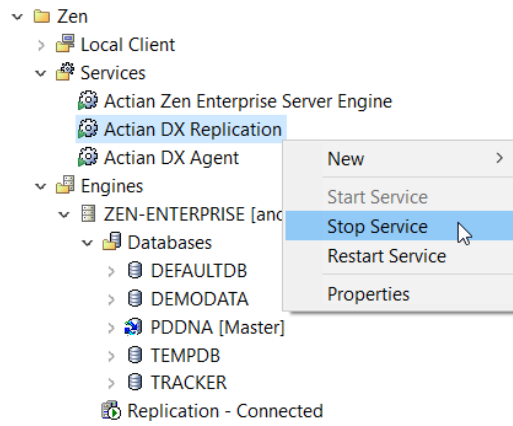 Zen
Local Client
Services
Actian Zen Enterprise Server Engine
Actian DX Replication
Actian DX Agent
Engines
ZEN-ENTERPRISE [anc
Databases
DEFAULTDB
DEMODATA
PDDNA [Master]
TEMPDB
TRACKER
Replication - Connected
New
Start Service
Stop Service
Restart Service
Properties